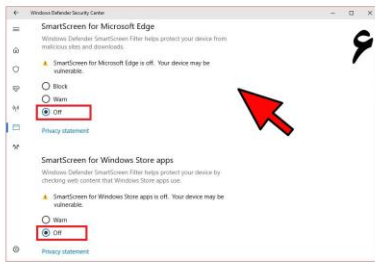 Windows Defender Security Center
۶
SmartScreen for Microsoft Edge
Windows Defender SmartScreen Filter helps protect your device from
malicious sites and downloads.
SmartScreen for Microsoft Edge is off. Your device may be
vulnerable.
Block
Warn
Off
Privacy statement
SmartScreen for Windows Store apps
Windows Defender SmartScreen Filter helps protect your device by
checking web content that Windows Store apps use.
SmartScreen for Windows Store apps is off. Your device may be
vulnerable.
Warn
Off
Privacy statement